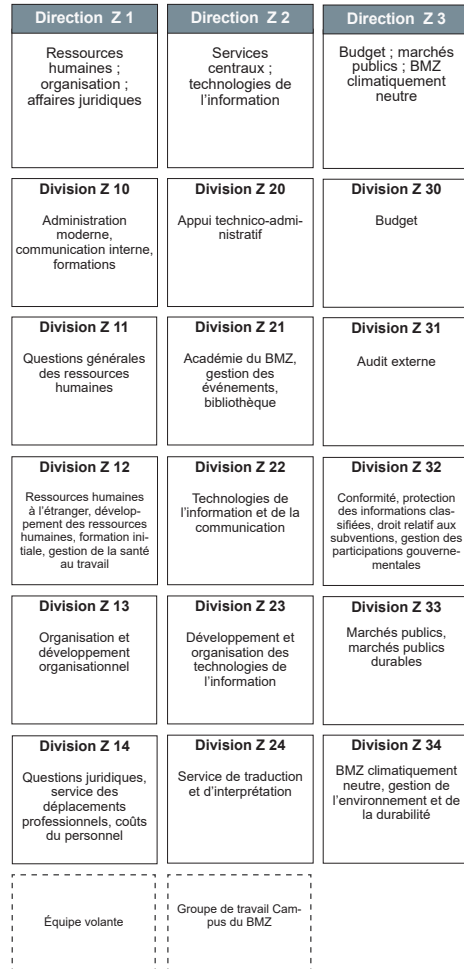 Direction Z 1
Ressources
humaines ;
organisation ;
affaires juridiques
Division Z 10
Administration
moderne,
communication interne,
formations
Division Z 11
Questions générales
des ressources
humaines
Division Z 12
Ressources humaines
à l'étranger, dévelop-
pement des ressources
humaines, formation ini-
tiale, gestion de la santé
au travail
Division Z 13
Organisation et
développement
organisationnel
Division Z 14
Questions juridiques,
service des
déplacements
professionnels, coûts
du personnel
Équipe volante
Direction Z 2
Services
centraux ;
technologies de
l'information
Division Z 20
Appui technico-admi-
nistratif
Division Z 21
Académie du BMZ,
gestion des
événements,
bibliothèque
Division Z 22
Technologies de
l'information et de la
communication
Division Z 23
Développement et
organisation des
technologies de
l'information
Division Z 24
Service de traduction
et d'interprétation
Groupe de travail Cam-
pus du BMZ
Direction Z 3
Budget ; marchés
publics ; BMZ
climatiquement
neutre
Division Z 30
Budget
Division Z 31
Audit externe
Division Z 32
Conformité, protection
des informations clas-
sifiées, droit relatif aux
subventions, gestion des
participations gouverne-
mentales
Division Z 33
Marchés publics,
marchés publics
durables
Division Z 34
BMZ climatiquement
neutre, gestion de
l'environnement et de
la durabilité